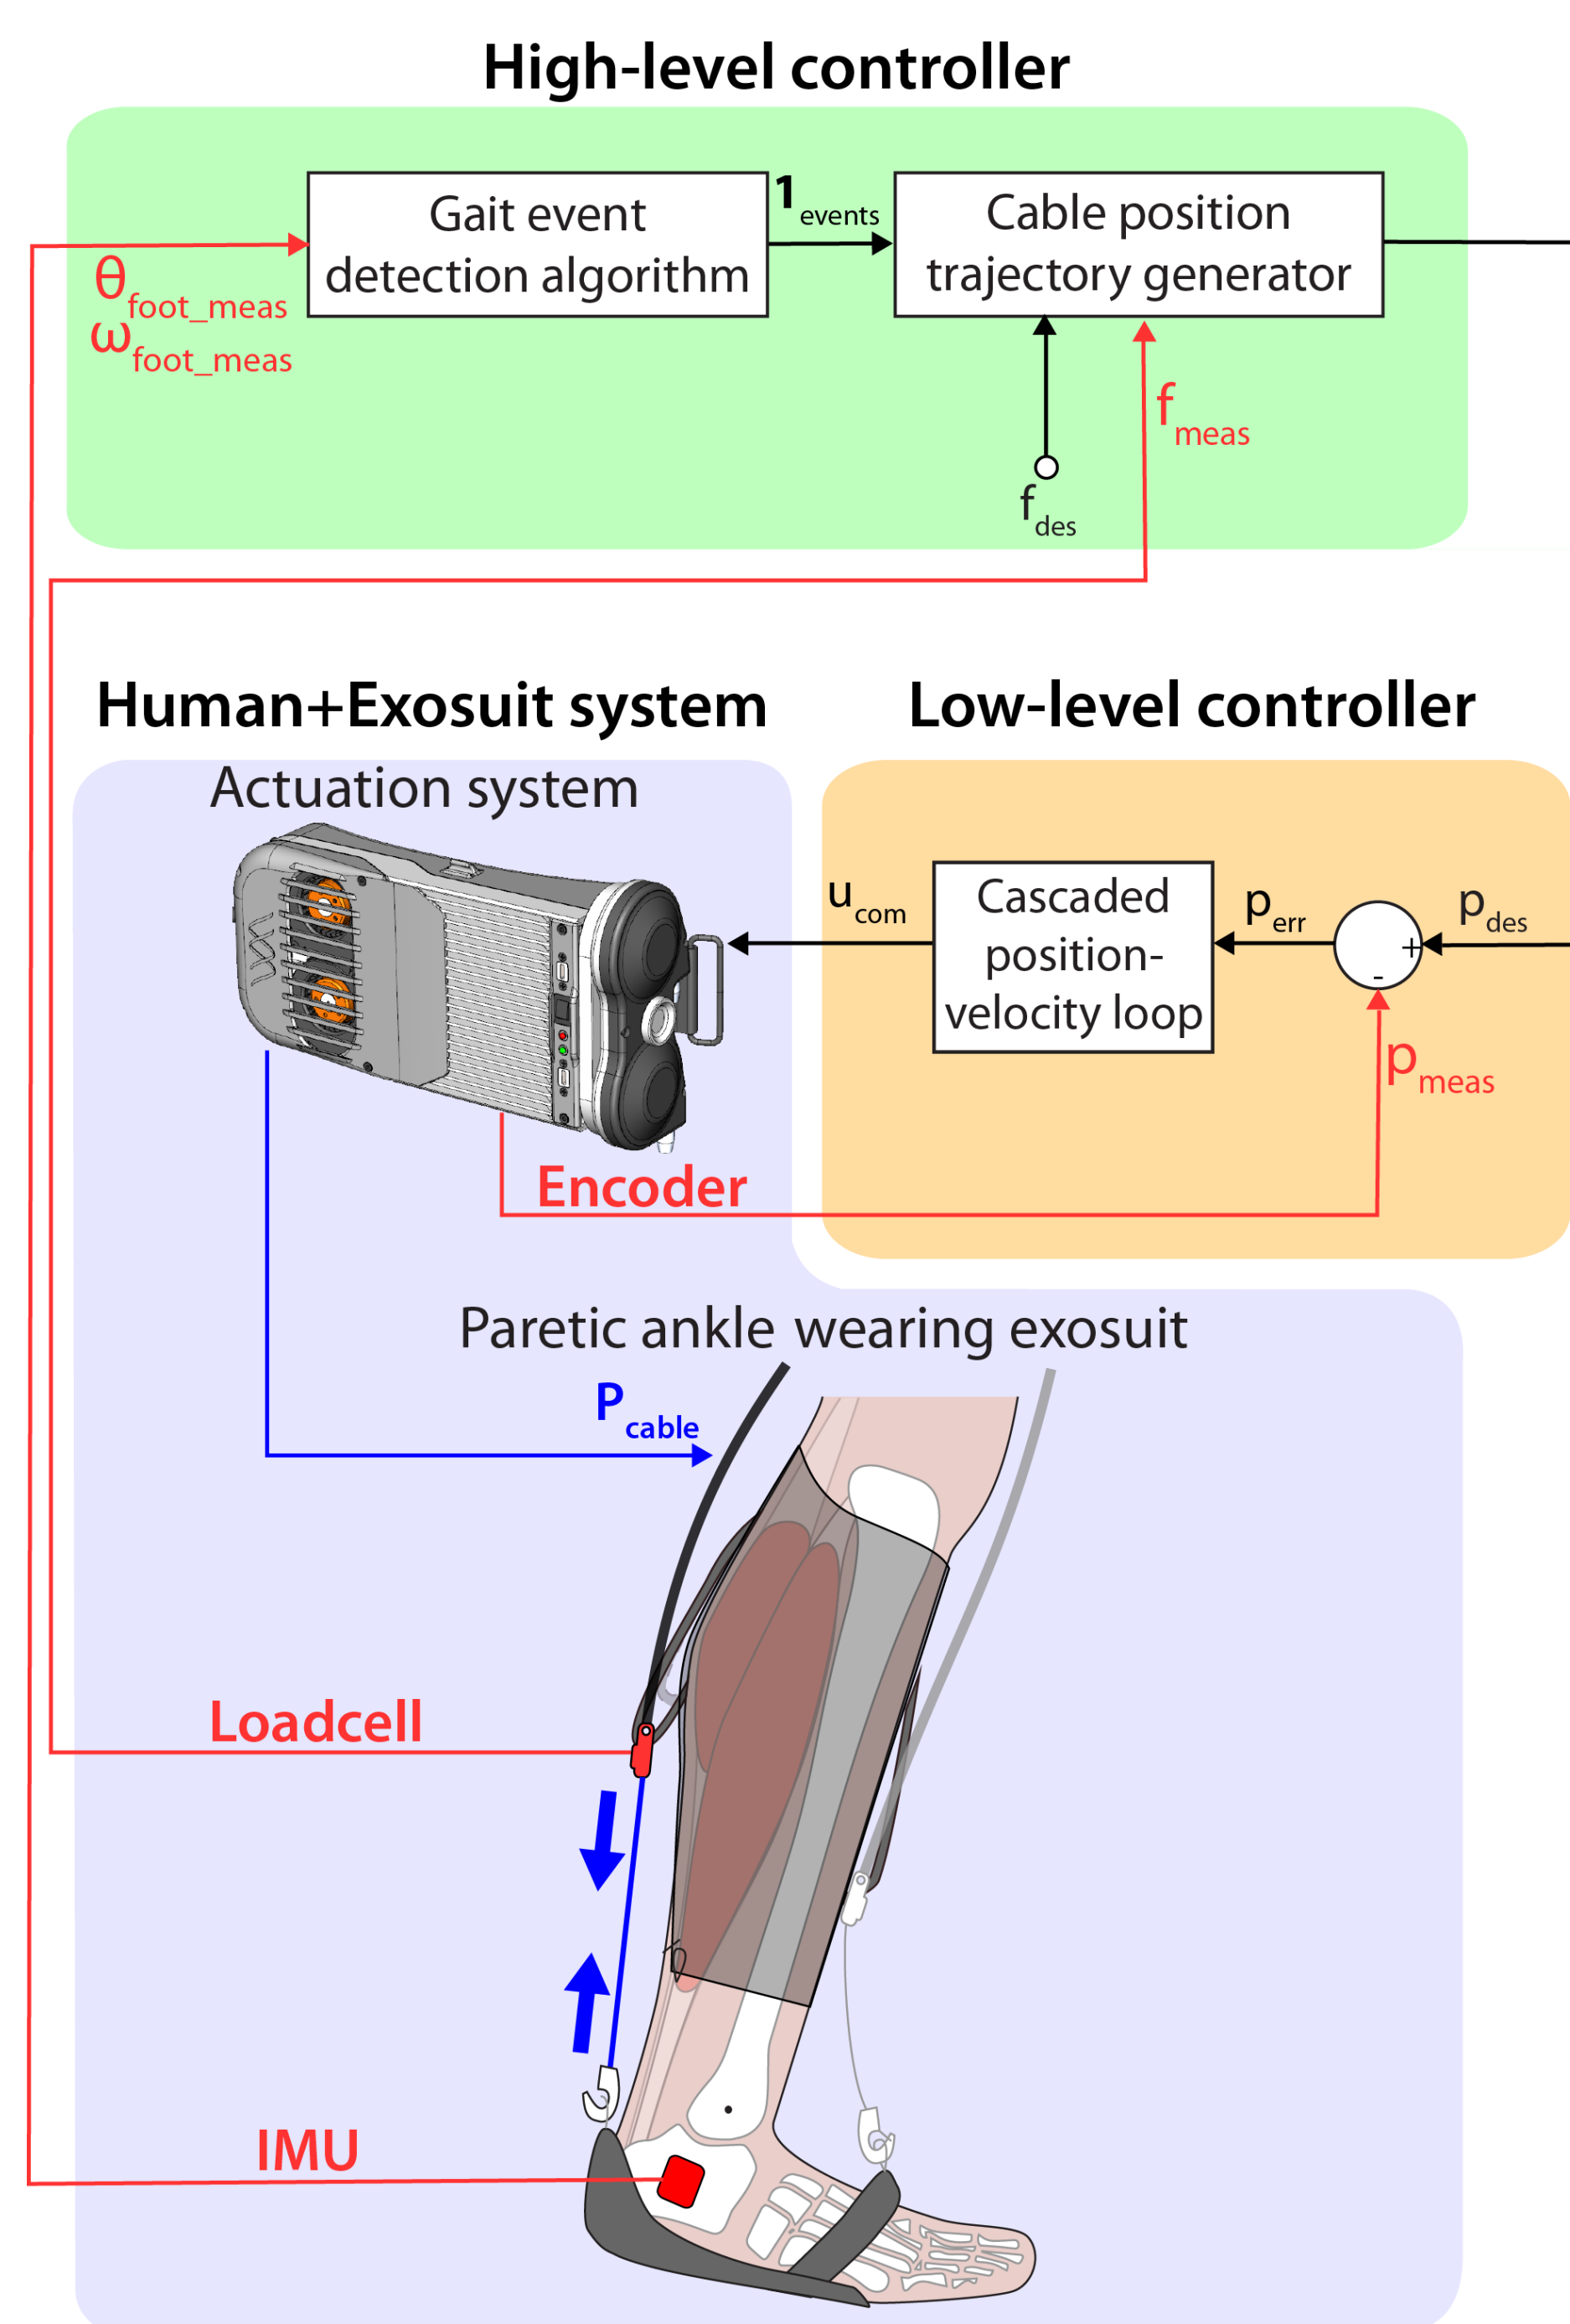 High-level controller
Gait event
detection algorithm
1events
Cable position
trajectory generator
θfoot_meas
ωfoot_meas
fmeas
fdes
Human+Exosuit system
Low-level controller
Actuation system
ucom
Cascaded
position-
velocity loop
perr
+
-
pdes
pmeas
Encoder
Paretic ankle wearing exosuit
Pcable
Loadcell
IMU